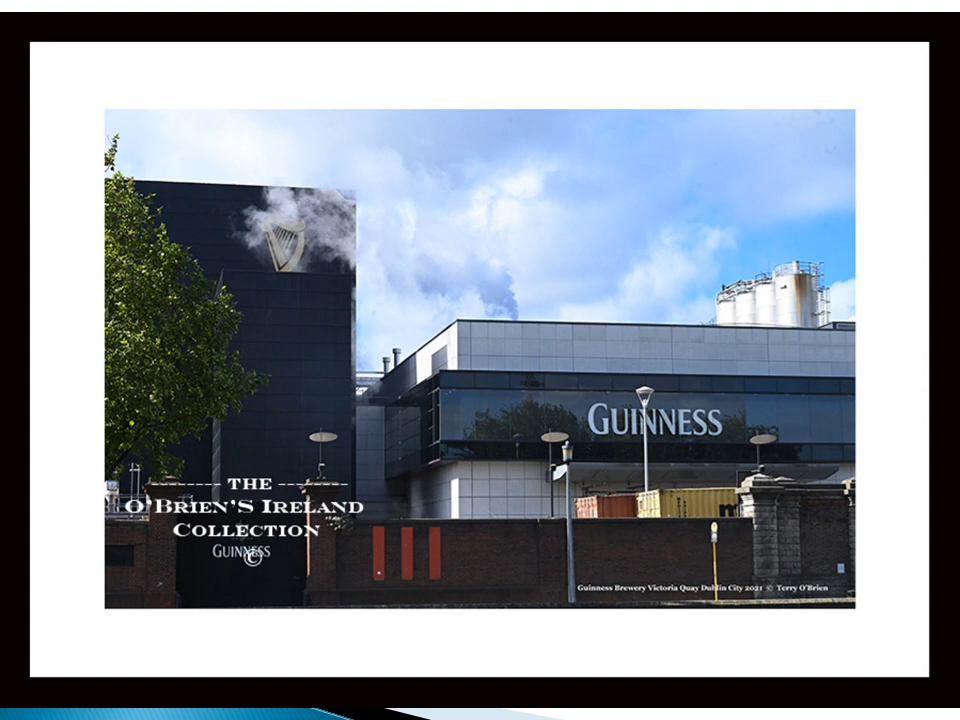 GUINNESS
------ THE ------
O'BRIEN'S IRELAND
COLLECTION
GUINNESS
©
Guinness Brewery Victoria Quay Dublin City 2021 © Terry O'Brien